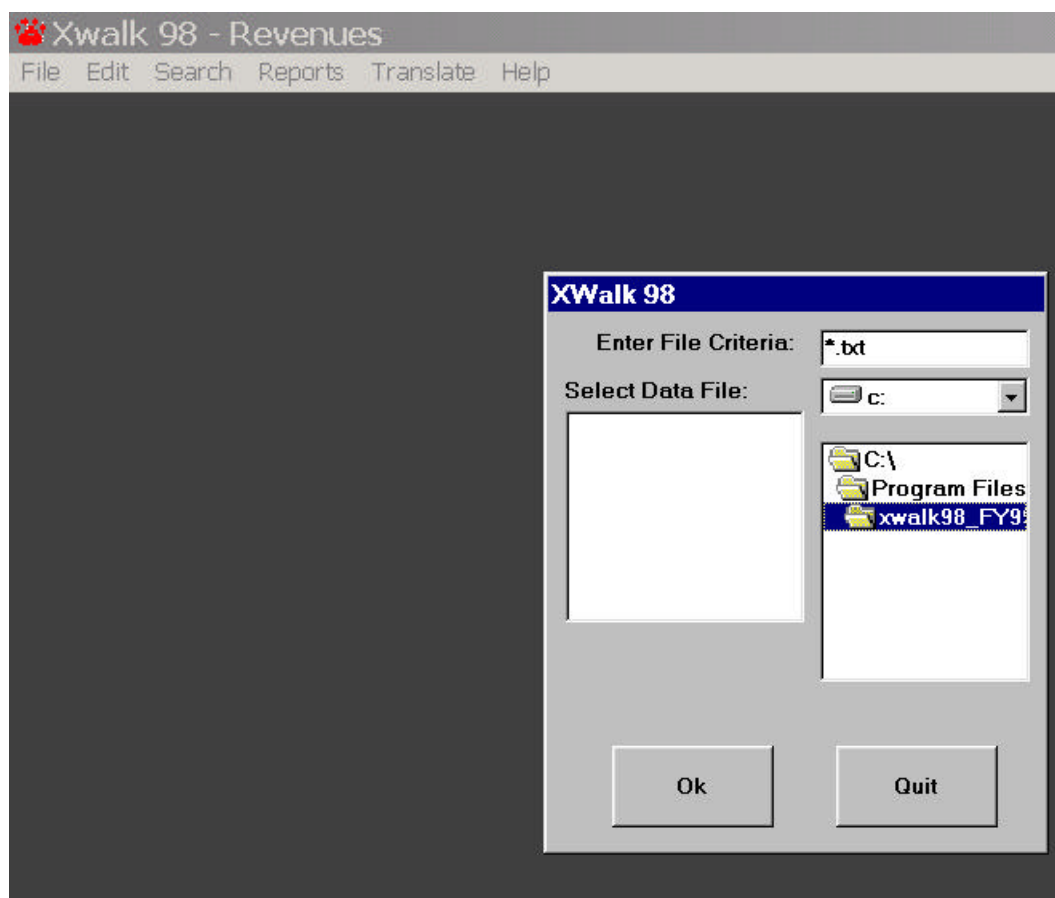 Xwalk 98 - Revenues
File Edit Search Reports Translate Help
XWalk 98
Enter File Criteria: *.txt
Select Data File: c:
C:\
Program Files
xwalk98_FY9
Ok Quit